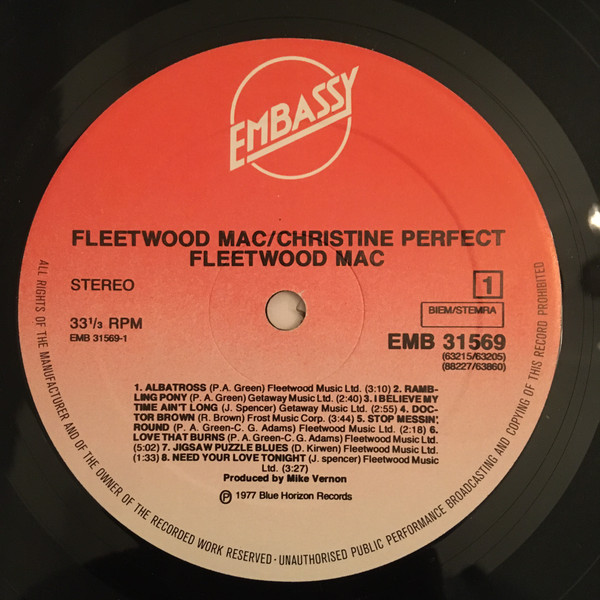 EMBASSY
FLEETWOOD MAC/CHRISTINE PERFECT
FLEETWOOD MAC
STEREO
1
33⅓ RPM
BIEM/STEMRA
EMB 31569-1
EMB 31569
(63215/63205)
(88227/63860)
1. ALBATROSS (P. A. Green) Fleetwood Music Ltd. (3:10) 2. RAMB-
LING PONY (P. A. Green) Getaway Music Ltd. (2:40) 3. I BELIEVE MY
TIME AIN'T LONG (J. Spencer) Getaway Music Ltd. (2:55) 4. DOC-
TOR BROWN (R. Brown) Frost Music Corp. (3:44) 5. STOP MESSIN'
ROUND (P. A. Green-C. G. Adams) Fleetwood Music Ltd. (2:18) 6.
LOVE THAT BURNS (P. A. Green-C. G. Adams) Fleetwood Music Ltd.
(5:02) 7. JIGSAW PUZZLE BLUES (D. Kirwen) Fleetwood Music Ltd.
(1:33) 8. NEED YOUR LOVE TONIGHT (J. spencer) Fleetwood Music
Ltd. (3:27)
Produced by Mike Vernon
℗ 1977 Blue Horizon Records
ALL RIGHTS OF THE MANUFACTURER AND OF THE OWNER OF THE RECORDED WORK RESERVED - UNAUTHORISED PUBLIC PERFORMANCE BROADCASTING AND COPYING OF THIS RECORD PROHIBITED